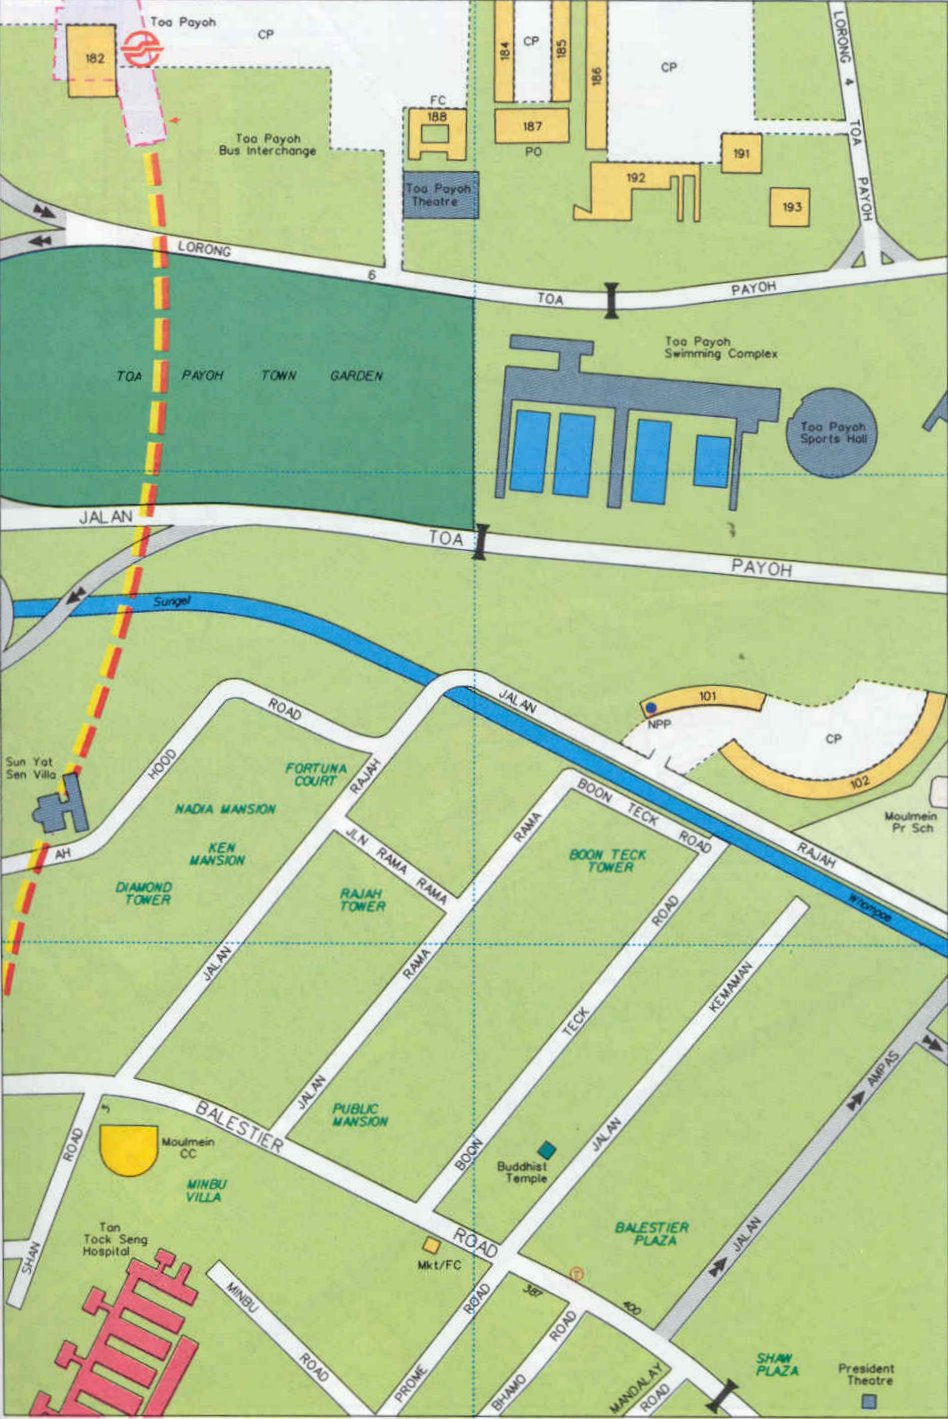 Toa Payoh
CP
182
184
CP
185
186
CP
LORONG 4 TOA PAYOH
FC
188
187
PO
191
192
193
Toa Payoh
Bus Interchange
Toa Payoh
Theatre
LORONG 6 TOA PAYOH
Toa Payoh
Swimming Complex
TOA PAYOH TOWN GARDEN
Toa Payoh
Sports Hall
JALAN TOA PAYOH
Sungei
JALAN
101
NPP
CP
102
ROAD
HOOD
Sun Yat
Sen Villa
FORTUNA
COURT
RAJAH
NADIA MANSION
BOON TECK ROAD
Moulmein
Pr Sch
AH
KEN
MANSION
JLN RAMA RAMA
RAMA
BOON TECK
TOWER
RAJAH
DIAMOND
TOWER
RAJAH
TOWER
ROAD
Whampoa
JALAN
RAMA
KEMAMAN
TECK
AMPAS
JALAN
PUBLIC
MANSION
BALESTIER
5
ROAD
Moulmein
CC
BOON
JALAN
Buddhist
Temple
MINBU
VILLA
Tan
Tock Seng
Hospital
ROAD
BALESTIER
PLAZA
JALAN
SHAN
Mkt/FC
T
MINBU
ROAD
387
400
ROAD
ROAD
PROME
BHAMO
MANDALAY
ROAD
SHAW
PLAZA
President
Theatre